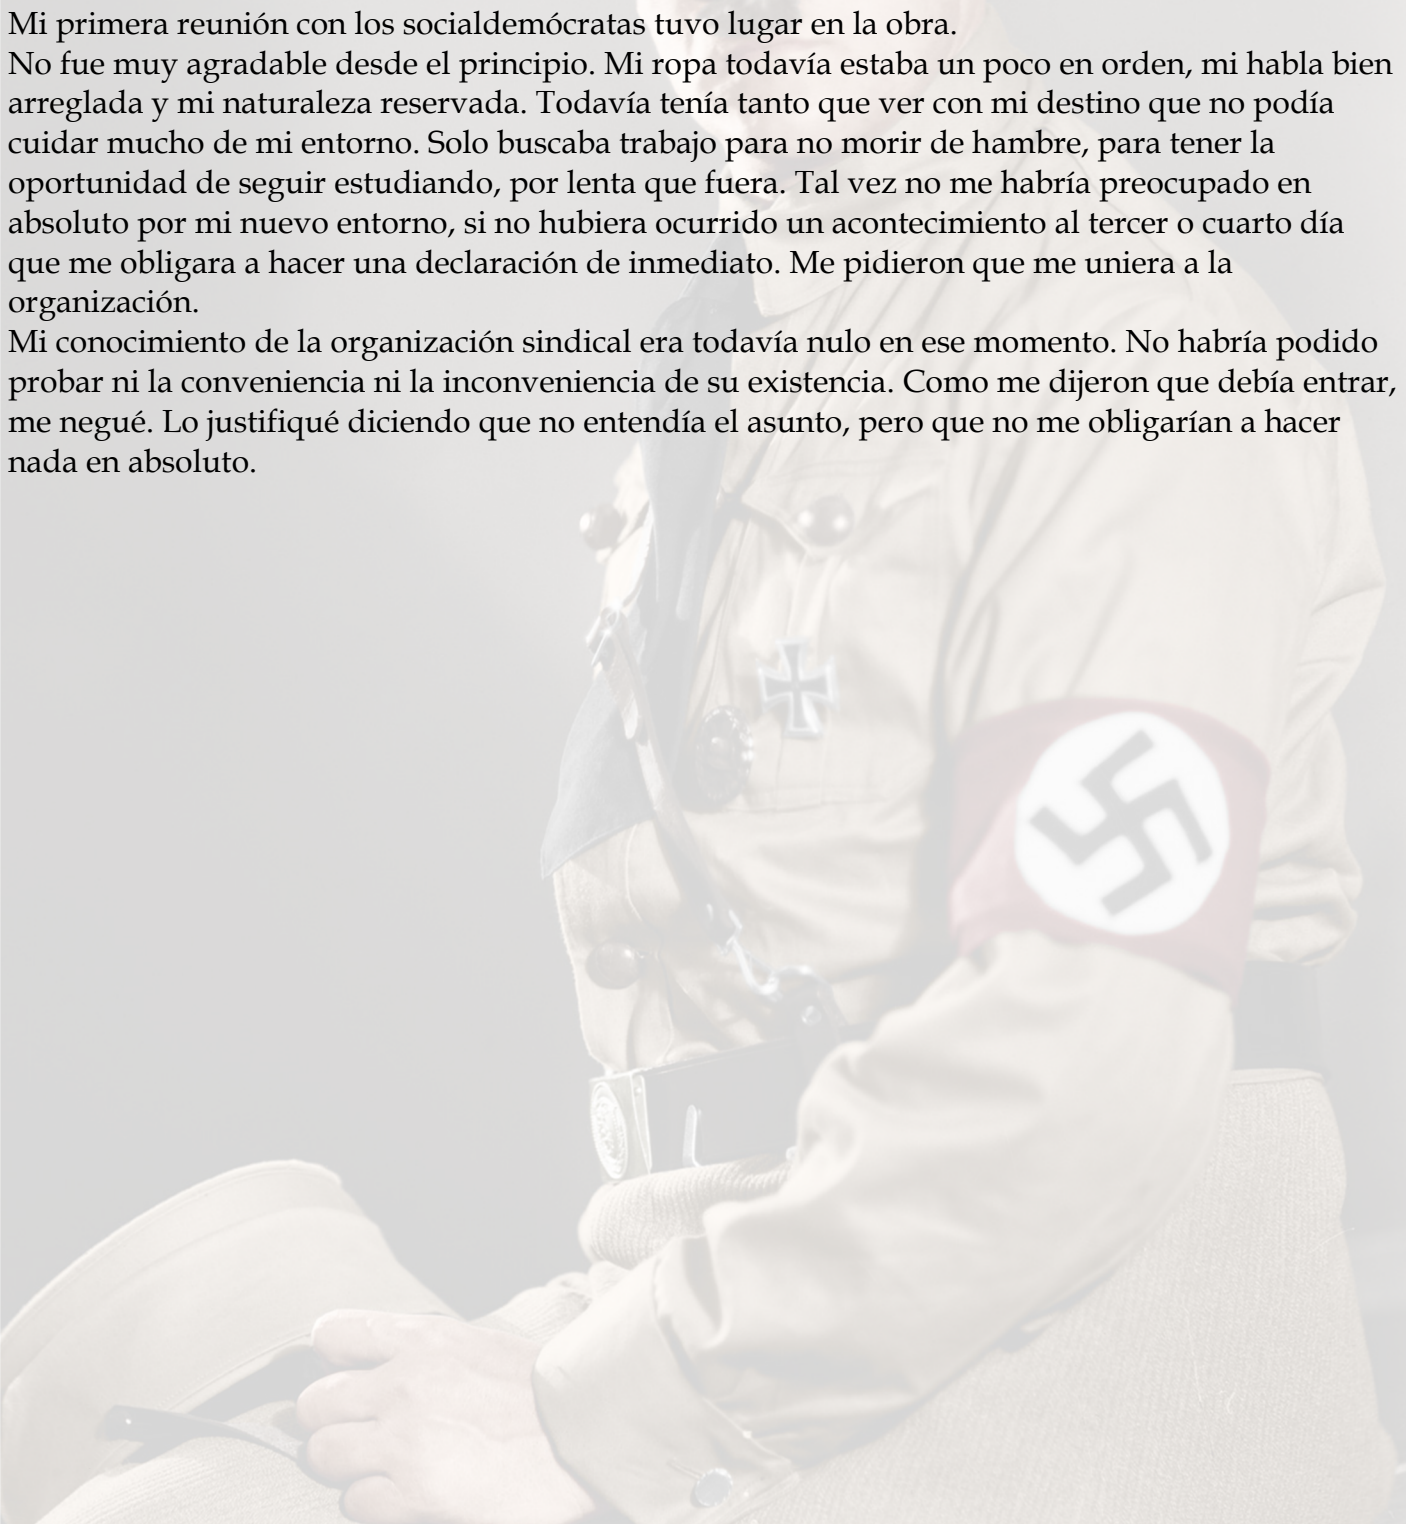 Mi primera reunión con los socialdemócratas tuvo lugar en la obra.
No fue muy agradable desde el principio. Mi ropa todavía estaba un poco en orden, mi habla bien
arreglada y mi naturaleza reservada. Todavía tenía tanto que ver con mi destino que no podía
cuidar mucho de mi entorno. Solo buscaba trabajo para no morir de hambre, para tener la
oportunidad de seguir estudiando, por lenta que fuera. Tal vez no me habría preocupado en
absoluto por mi nuevo entorno, si no hubiera ocurrido un acontecimiento al tercer o cuarto día
que me obligara a hacer una declaración de inmediato. Me pidieron que me uniera a la
organización.
Mi conocimiento de la organización sindical era todavía nulo en ese momento. No habría podido
probar ni la conveniencia ni la inconveniencia de su existencia. Como me dijeron que debía entrar,
me negué. Lo justifiqué diciendo que no entendía el asunto, pero que no me obligarían a hacer
nada en absoluto.